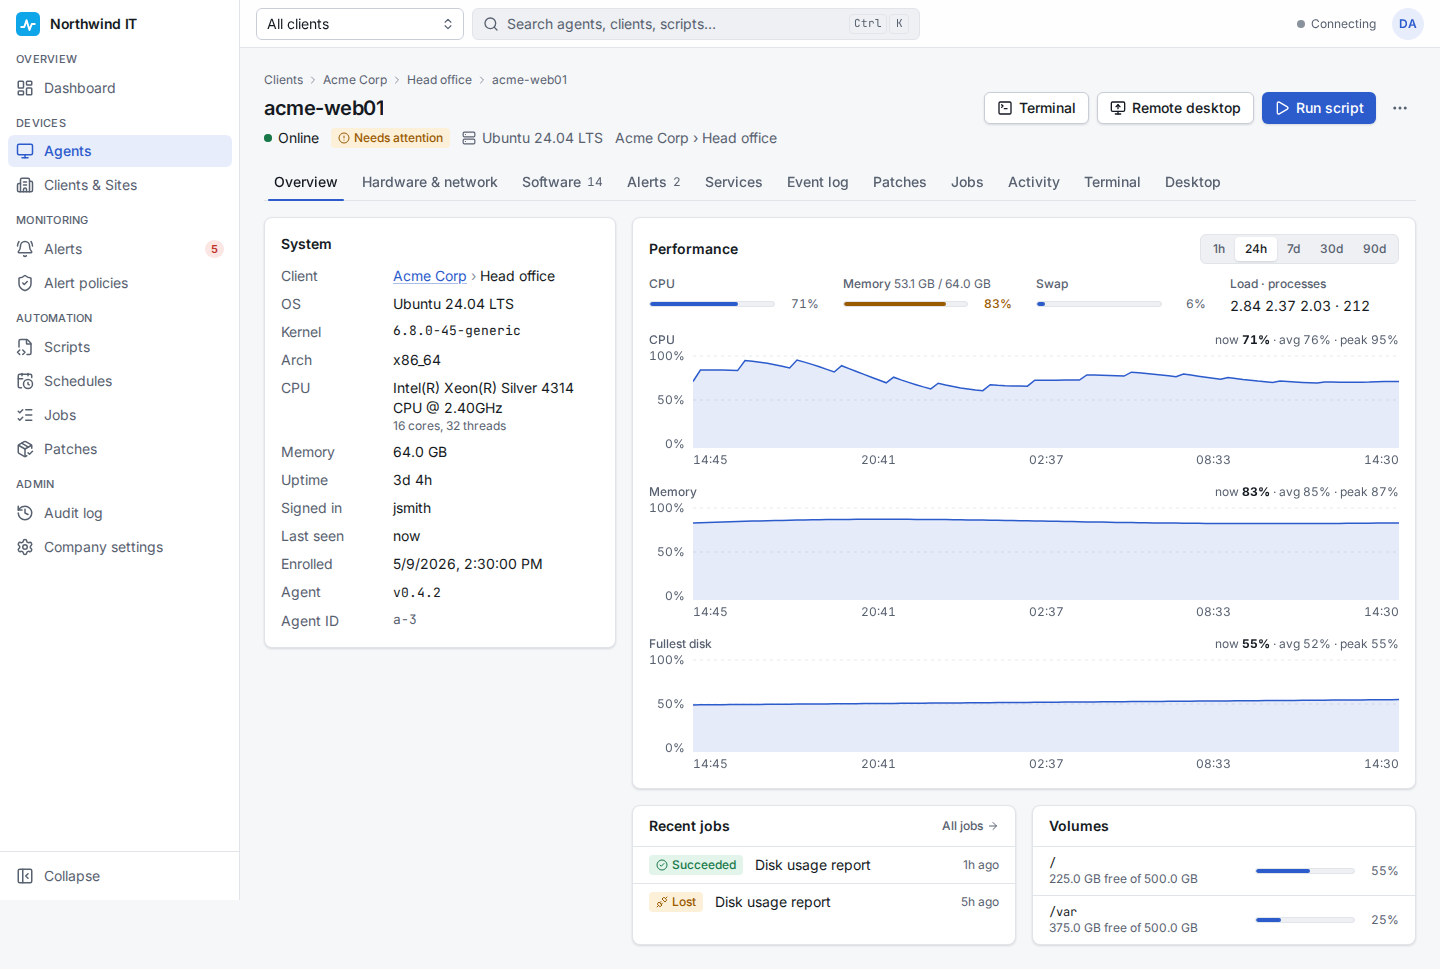 Northwind IT
All clients
Search agents, clients, scripts...
Ctrl K
Connecting
DA
OVERVIEW
Dashboard
DEVICES
Agents
Clients & Sites
MONITORING
Alerts 5
Alert policies
AUTOMATION
Scripts
Schedules
Jobs
Patches
ADMIN
Audit log
Company settings
Collapse
Clients > Acme Corp > Head office > acme-web01
acme-web01
Terminal
Remote desktop
Run script
Online
Needs attention
Ubuntu 24.04 LTS
Acme Corp › Head office
Overview Hardware & network Software 14 Alerts 2 Services Event log Patches Jobs Activity Terminal Desktop
System
Client Acme Corp › Head office
OS Ubuntu 24.04 LTS
Kernel 6.8.0-45-generic
Arch x86_64
CPU Intel(R) Xeon(R) Silver 4314
CPU @ 2.40GHz
16 cores, 32 threads
Memory 64.0 GB
Uptime 3d 4h
Signed in jsmith
Last seen now
Enrolled 5/9/2026, 2:30:00 PM
Agent v0.4.2
Agent ID a-3
Performance
1h 24h 7d 30d 90d
CPU
71%
Memory 53.1 GB / 64.0 GB
83%
Swap
6%
Load · processes
2.84 2.37 2.03 · 212
CPU
now 71% · avg 76% · peak 95%
100%
50%
0%
14:45 20:41 02:37 08:33 14:30
Memory
now 83% · avg 85% · peak 87%
100%
50%
0%
14:45 20:41 02:37 08:33 14:30
Fullest disk
now 55% · avg 52% · peak 55%
100%
50%
0%
14:45 20:41 02:37 08:33 14:30
Recent jobs
All jobs →
Succeeded Disk usage report 1h ago
Lost Disk usage report 5h ago
Volumes
/
225.0 GB free of 500.0 GB
55%
/var
375.0 GB free of 500.0 GB
25%